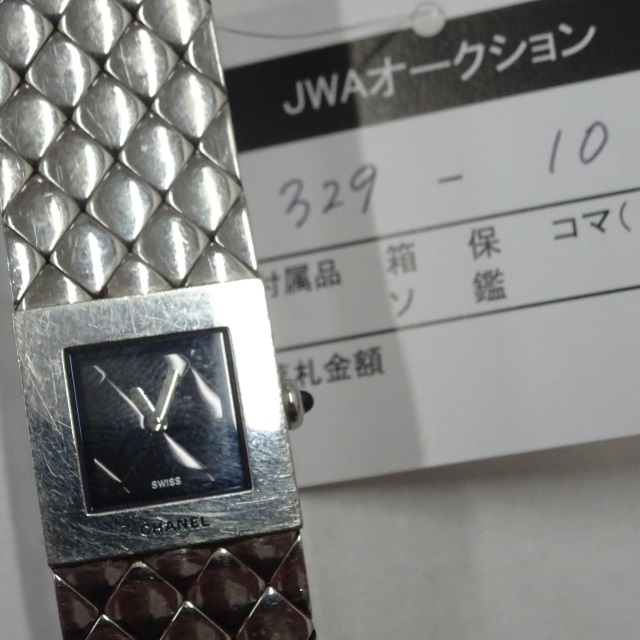 JWAオークション
329 - 10
付属品 箱 保 コマ(
ソ 鑑
札金額
SWISS
CHANEL